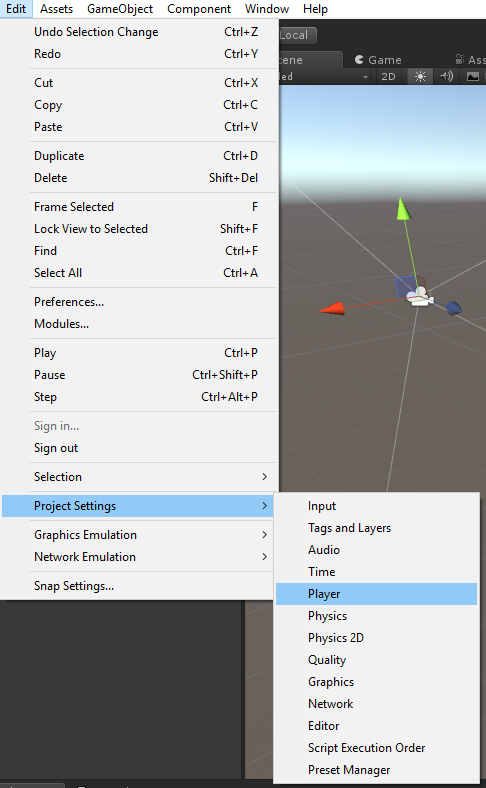 Edit Assets GameObject Component Window Help
Local
Undo Selection Change Ctrl+Z
Redo Ctrl+Y
Game
2D
Cut Ctrl+X
Copy Ctrl+C
Paste Ctrl+V
Duplicate Ctrl+D
Delete Shift+Del
Frame Selected F
Lock View to Selected Shift+F
Find Ctrl+F
Select All Ctrl+A
Preferences...
Modules...
Play Ctrl+P
Pause Ctrl+Shift+P
Step Ctrl+Alt+P
Sign in...
Sign out
Selection
Project Settings
Graphics Emulation
Network Emulation
Snap Settings...
Input
Tags and Layers
Audio
Time
Player
Physics
Physics 2D
Quality
Graphics
Network
Editor
Script Execution Order
Preset Manager